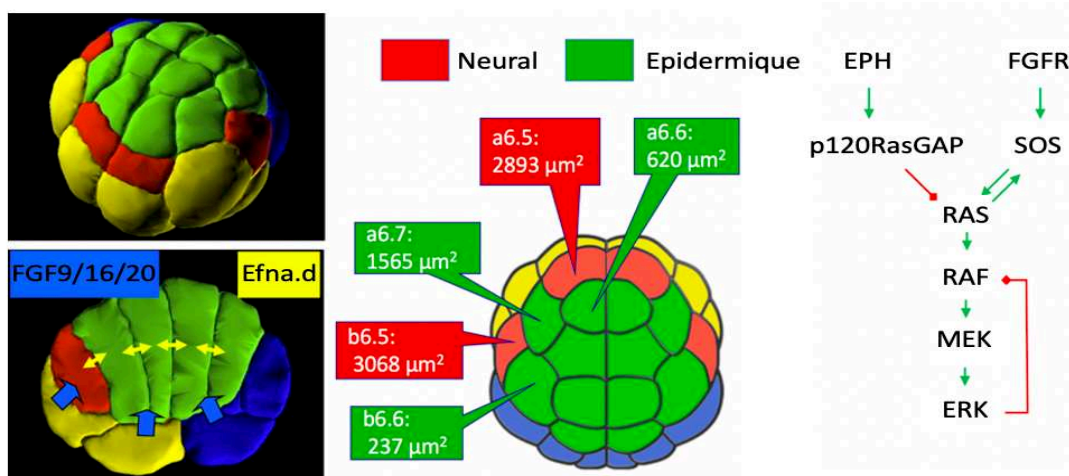 FGF9/16/20
Efna.d
Neural
Epidermique
a6.5:
2893 µm²
a6.6:
620 µm²
a6.7:
1565 µm²
b6.5:
3068 µm²
b6.6:
237 µm²
EPH
FGFR
p120RasGAP
SOS
RAS
RAF
MEK
ERK